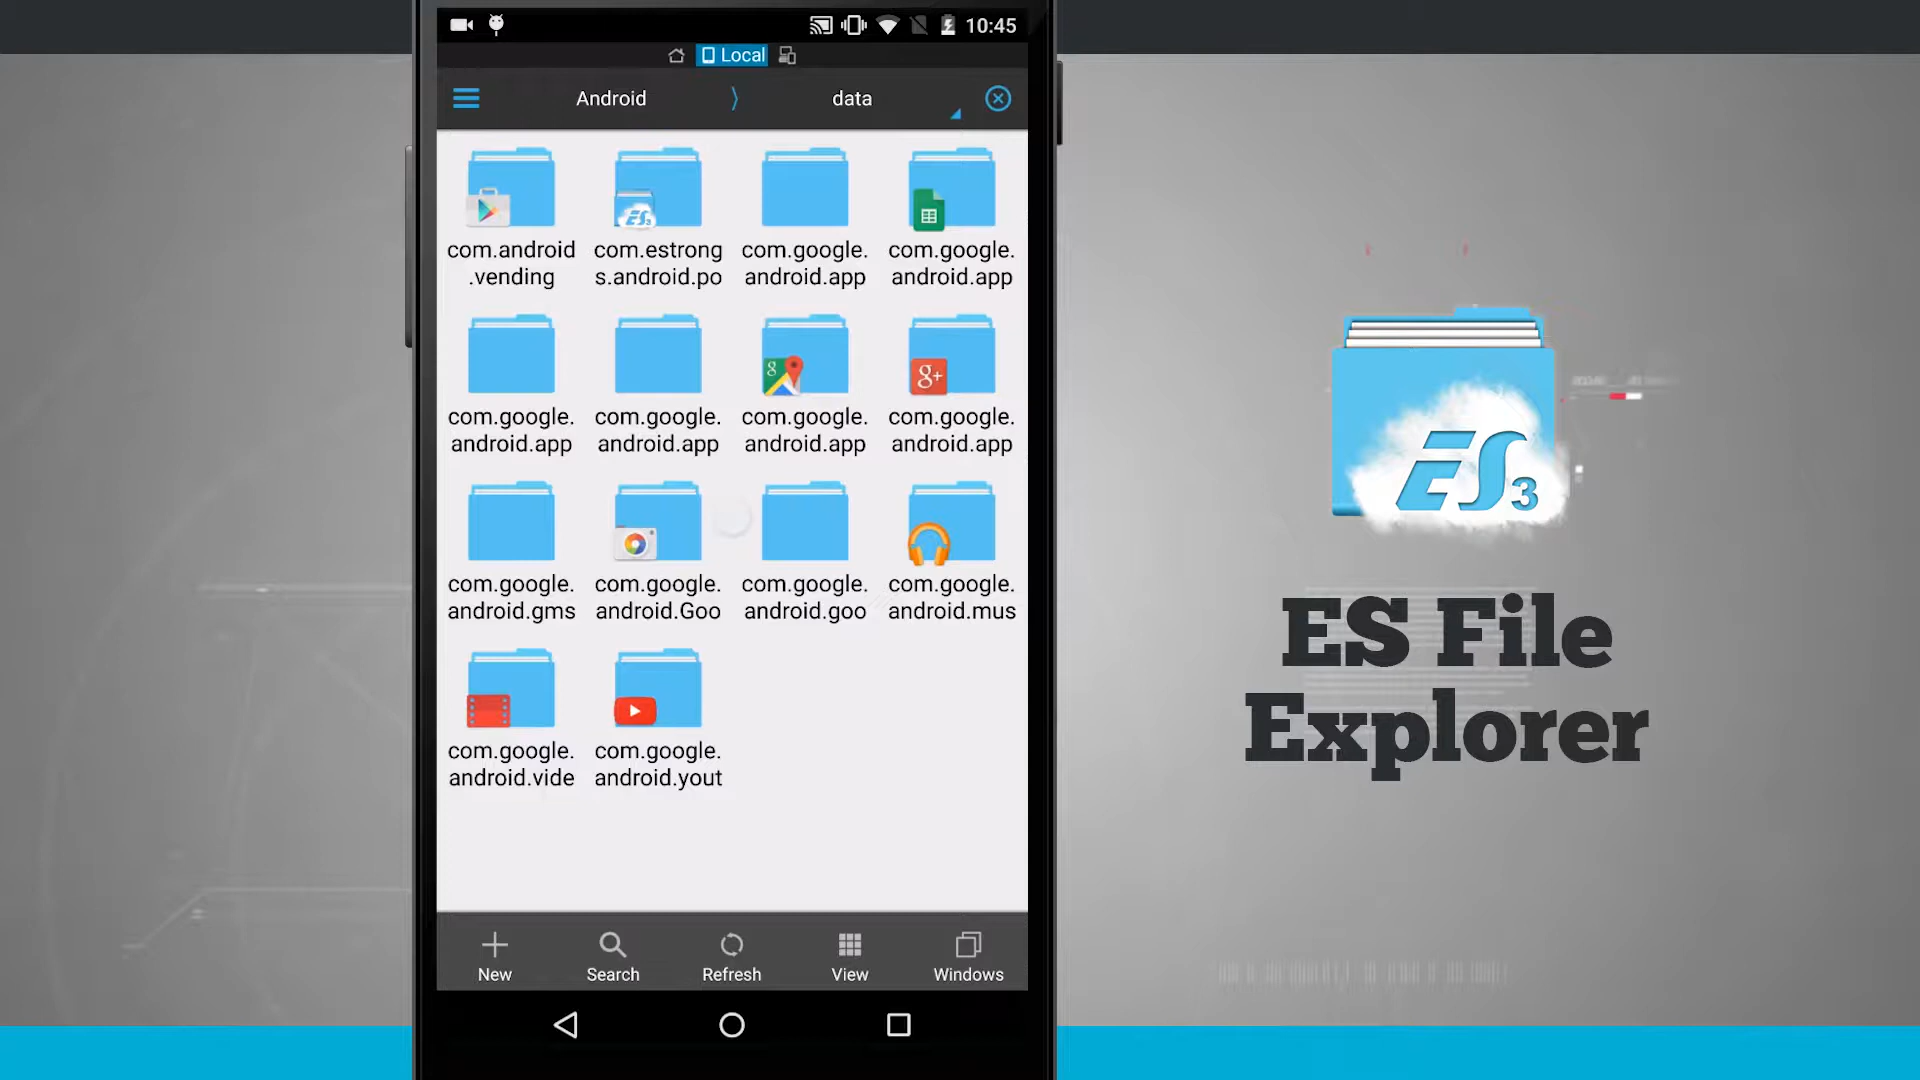 10:45
Local
Android
data
com.android
.vending
com.estrong
s.android.po
com.google.
android.app
com.google.
android.app
com.google.
android.app
com.google.
android.app
com.google.
android.app
com.google.
android.app
com.google.
android.gms
com.google.
android.Goo
com.google.
android.goo
com.google.
android.mus
com.google.
android.vide
com.google.
android.yout
New
Search
Refresh
View
Windows
ES3
ES File
Explorer